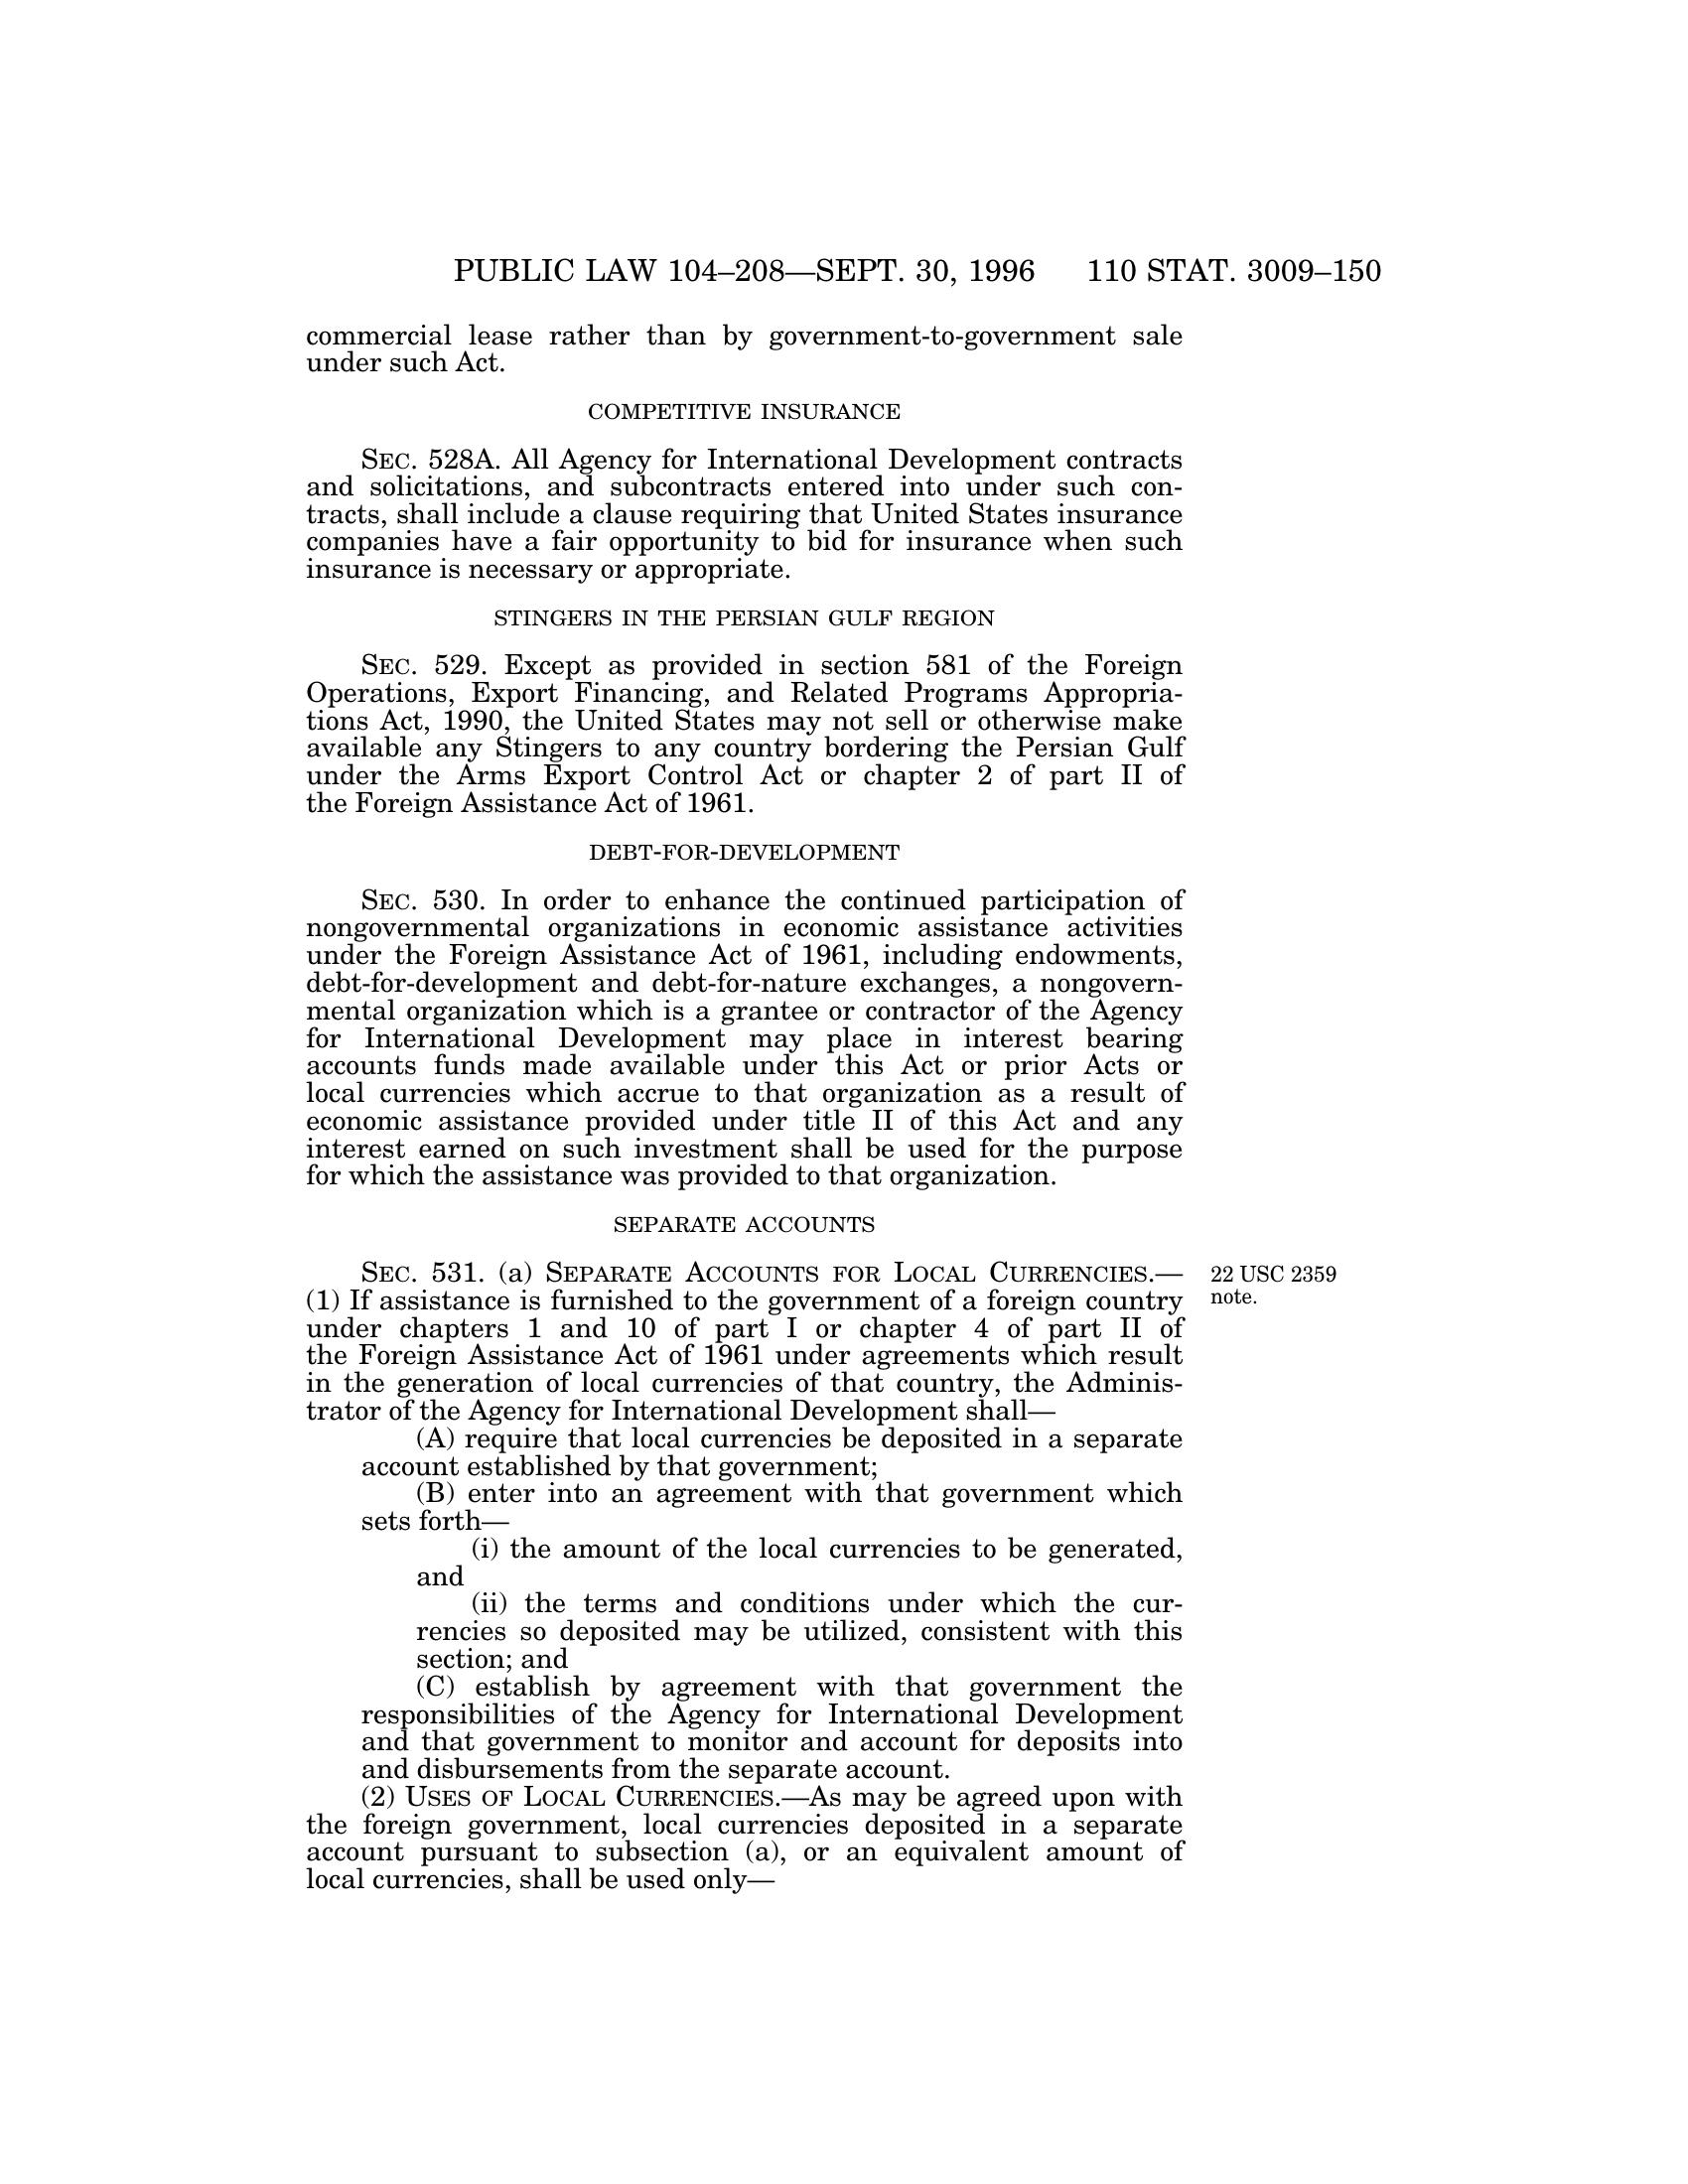 PUBLIC LAW 104–208—SEPT. 30, 1996 110 STAT. 3009–150
commercial lease rather than by government-to-government sale
under such Act.
COMPETITIVE INSURANCE
SEC. 528A. All Agency for International Development contracts
and solicitations, and subcontracts entered into under such con-
tracts, shall include a clause requiring that United States insurance
companies have a fair opportunity to bid for insurance when such
insurance is necessary or appropriate.
STINGERS IN THE PERSIAN GULF REGION
SEC. 529. Except as provided in section 581 of the Foreign
Operations, Export Financing, and Related Programs Appropria-
tions Act, 1990, the United States may not sell or otherwise make
available any Stingers to any country bordering the Persian Gulf
under the Arms Export Control Act or chapter 2 of part II of
the Foreign Assistance Act of 1961.
DEBT-FOR-DEVELOPMENT
SEC. 530. In order to enhance the continued participation of
nongovernmental organizations in economic assistance activities
under the Foreign Assistance Act of 1961, including endowments,
debt-for-development and debt-for-nature exchanges, a nongovern-
mental organization which is a grantee or contractor of the Agency
for International Development may place in interest bearing
accounts funds made available under this Act or prior Acts or
local currencies which accrue to that organization as a result of
economic assistance provided under title II of this Act and any
interest earned on such investment shall be used for the purpose
for which the assistance was provided to that organization.
SEPARATE ACCOUNTS
SEC. 531. (a) SEPARATE ACCOUNTS FOR LOCAL CURRENCIES.—
(1) If assistance is furnished to the government of a foreign country
under chapters 1 and 10 of part I or chapter 4 of part II of
the Foreign Assistance Act of 1961 under agreements which result
in the generation of local currencies of that country, the Adminis-
trator of the Agency for International Development shall—
(A) require that local currencies be deposited in a separate
account established by that government;
(B) enter into an agreement with that government which
sets forth—
(i) the amount of the local currencies to be generated,
and
(ii) the terms and conditions under which the cur-
rencies so deposited may be utilized, consistent with this
section; and
(C) establish by agreement with that government the
responsibilities of the Agency for International Development
and that government to monitor and account for deposits into
and disbursements from the separate account.
(2) USES OF LOCAL CURRENCIES.—As may be agreed upon with
the foreign government, local currencies deposited in a separate
account pursuant to subsection (a), or an equivalent amount of
local currencies, shall be used only—
22 USC 2359
note.